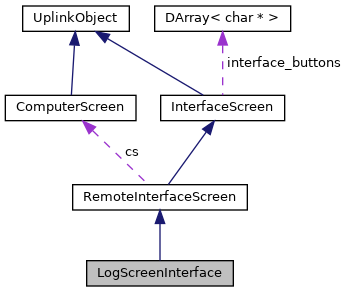 UplinkObject
DArray< char * >
interface_buttons
ComputerScreen
InterfaceScreen
cs
RemoteInterfaceScreen
LogScreenInterface